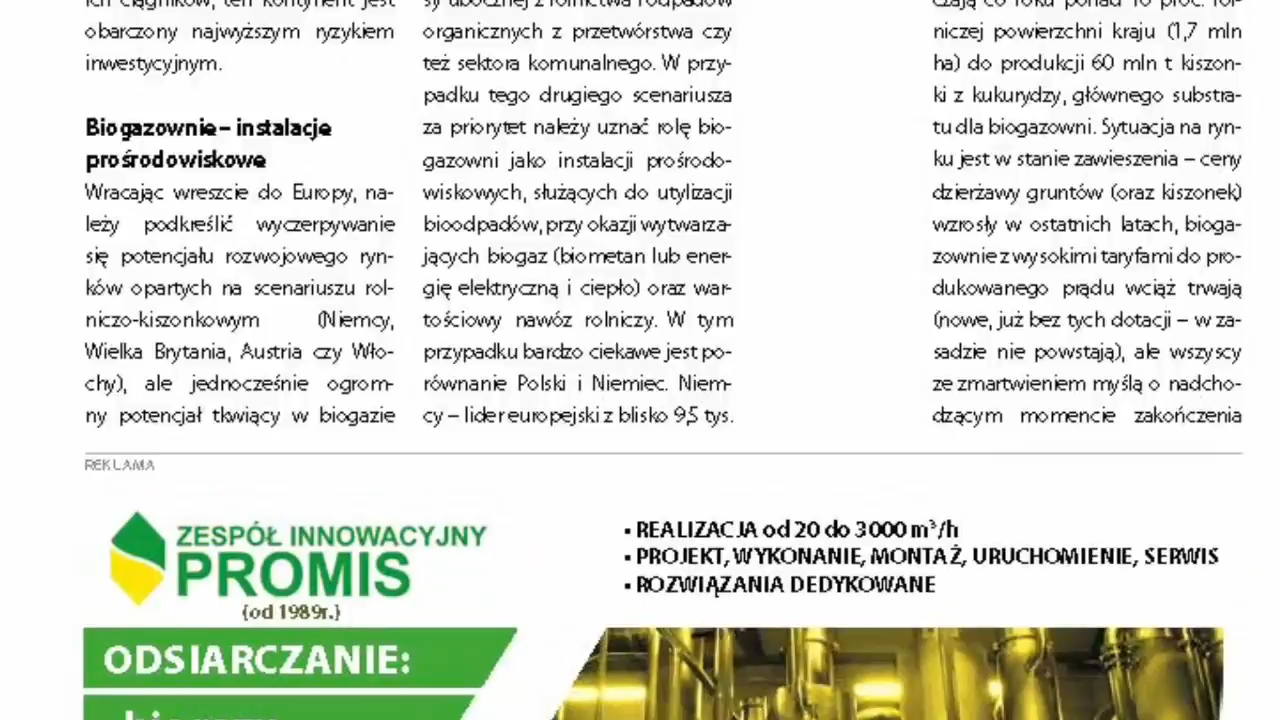 obarczony najwyższym ryzykiem
inwestycyjnym.
Biogazownie – instalacje
prośrodowiskowe
Wracając wreszcie do Europy, na-
leży podkreślić wyczerpywanie
się potencjału rozwojowego ryn-
ków opartych na scenariuszu rol-
niczo-kiszonkowym (Niemcy,
Wielka Brytania, Austria czy Wło-
chy), ale jednocześnie ogrom-
ny potencjał tkwiący w biogazie
organicznych z przetwórstwa czy
też sektora komunalnego. W przy-
padku tego drugiego scenariusza
za priorytet należy uznać rolę bio-
gazowni jako instalacji prośrodo-
wiskowych, służących do utylizacji
bioodpadów, przy okazji wytwarza-
jących biogaz (biometan lub ener-
gię elektryczną i ciepło) oraz war-
tościowy nawóz rolniczy. W tym
przypadku bardzo ciekawe jest po-
równanie Polski i Niemiec. Niem-
cy – lider europejski z blisko 9,5 tys.
niczej powierzchni kraju (1,7 mln
ha) do produkcji 60 mln t kiszon-
ki z kukurydzy, głównego substra-
tu dla biogazowni. Sytuacja na ryn-
ku jest w stanie zawieszenia – ceny
dzierżawy gruntów (oraz kiszonek)
wzrosły w ostatnich latach, bioga-
zownie z wysokimi taryfami do pro-
dukowanego prądu wciąż trwają
(nowe, już bez tych dotacji – w za-
sadzie nie powstają), ale wszyscy
ze zmartwieniem myślą o nadcho-
dzącym momencie zakończenia
REKLAMA
ZESPÓŁ INNOWACYJNY
PROMIS
(od 1989r.)
▪ REALIZACJA od 20 do 3000 m³/h
▪ PROJEKT, WYKONANIE, MONTAŻ, URUCHOMIENIE, SERWIS
▪ ROZWIĄZANIA DEDYKOWANE
ODSIARCZANIE: